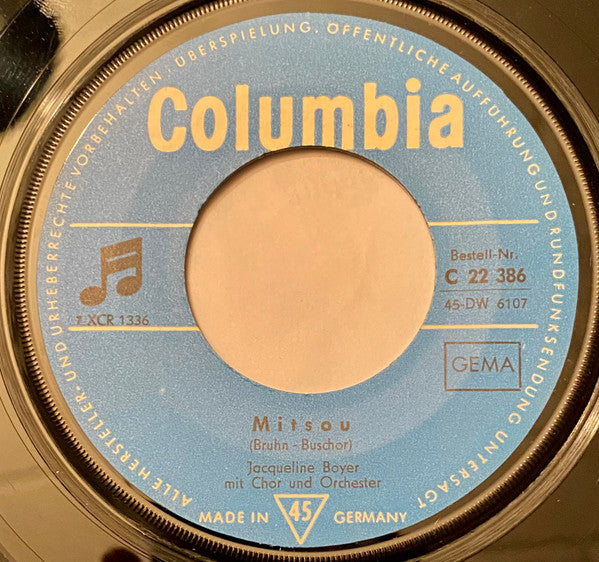 ALLE HERSTELLER- UND URHEBERRECHTE VORBEHALTEN. ÜBERSPIELUNG, ÖFFENTLICHE AUFFÜHRUNG UND RUNDFUNKSENDUNG UNTERSAGT
Columbia
7 XCR 1336
Bestell-Nr.
C 22 386
45-DW 6107
GEMA
Mitsou
(Bruhn - Buschor)
Jacqueline Boyer
mit Chor und Orchester
MADE IN 45 GERMANY